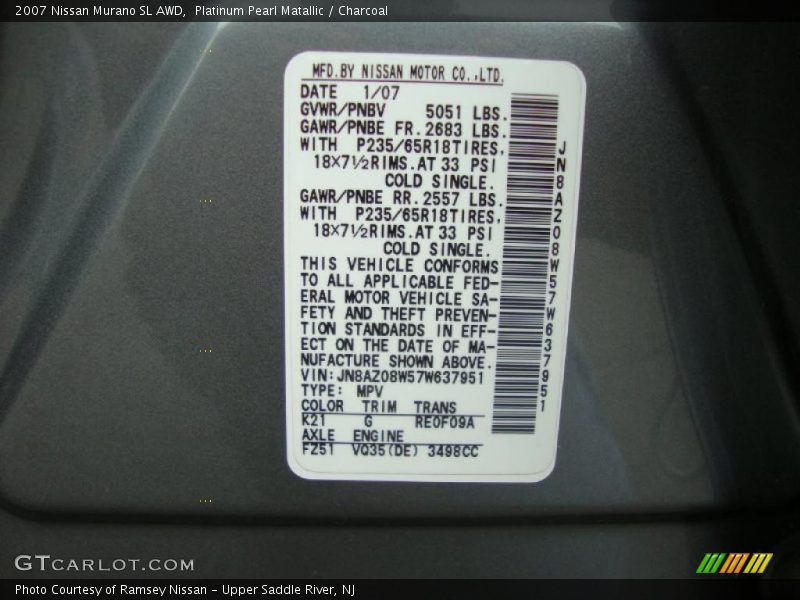 2007 Nissan Murano SL AWD,  Platinum Pearl Matallic / Charcoal
MFD.BY NISSAN MOTOR CO.,LTD.
DATE 1/07
GVWR/PNBV 5051 LBS.
GAWR/PNBE FR. 2683 LBS.
WITH P235/65R18TIRES.
18X7½RIMS.AT 33 PSI
COLD SINGLE.
GAWR/PNBE RR. 2557 LBS.
WITH P235/65R18TIRES.
18X7½RIMS.AT 33 PSI
COLD SINGLE.
THIS VEHICLE CONFORMS
TO ALL APPLICABLE FED-
ERAL MOTOR VEHICLE SA-
FETY AND THEFT PREVEN-
TION STANDARDS IN EFF-
ECT ON THE DATE OF MA-
NUFACTURE SHOWN ABOVE.
VIN:JN8AZ08W57W637951
TYPE: MPV
COLOR TRIM TRANS
K21 G RE0F09A
AXLE ENGINE
FZ51 VQ35(DE) 3498CC
JN8AZ08W57W637951
GTCARLOT.COM
Photo Courtesy of Ramsey Nissan - Upper Saddle River, NJ